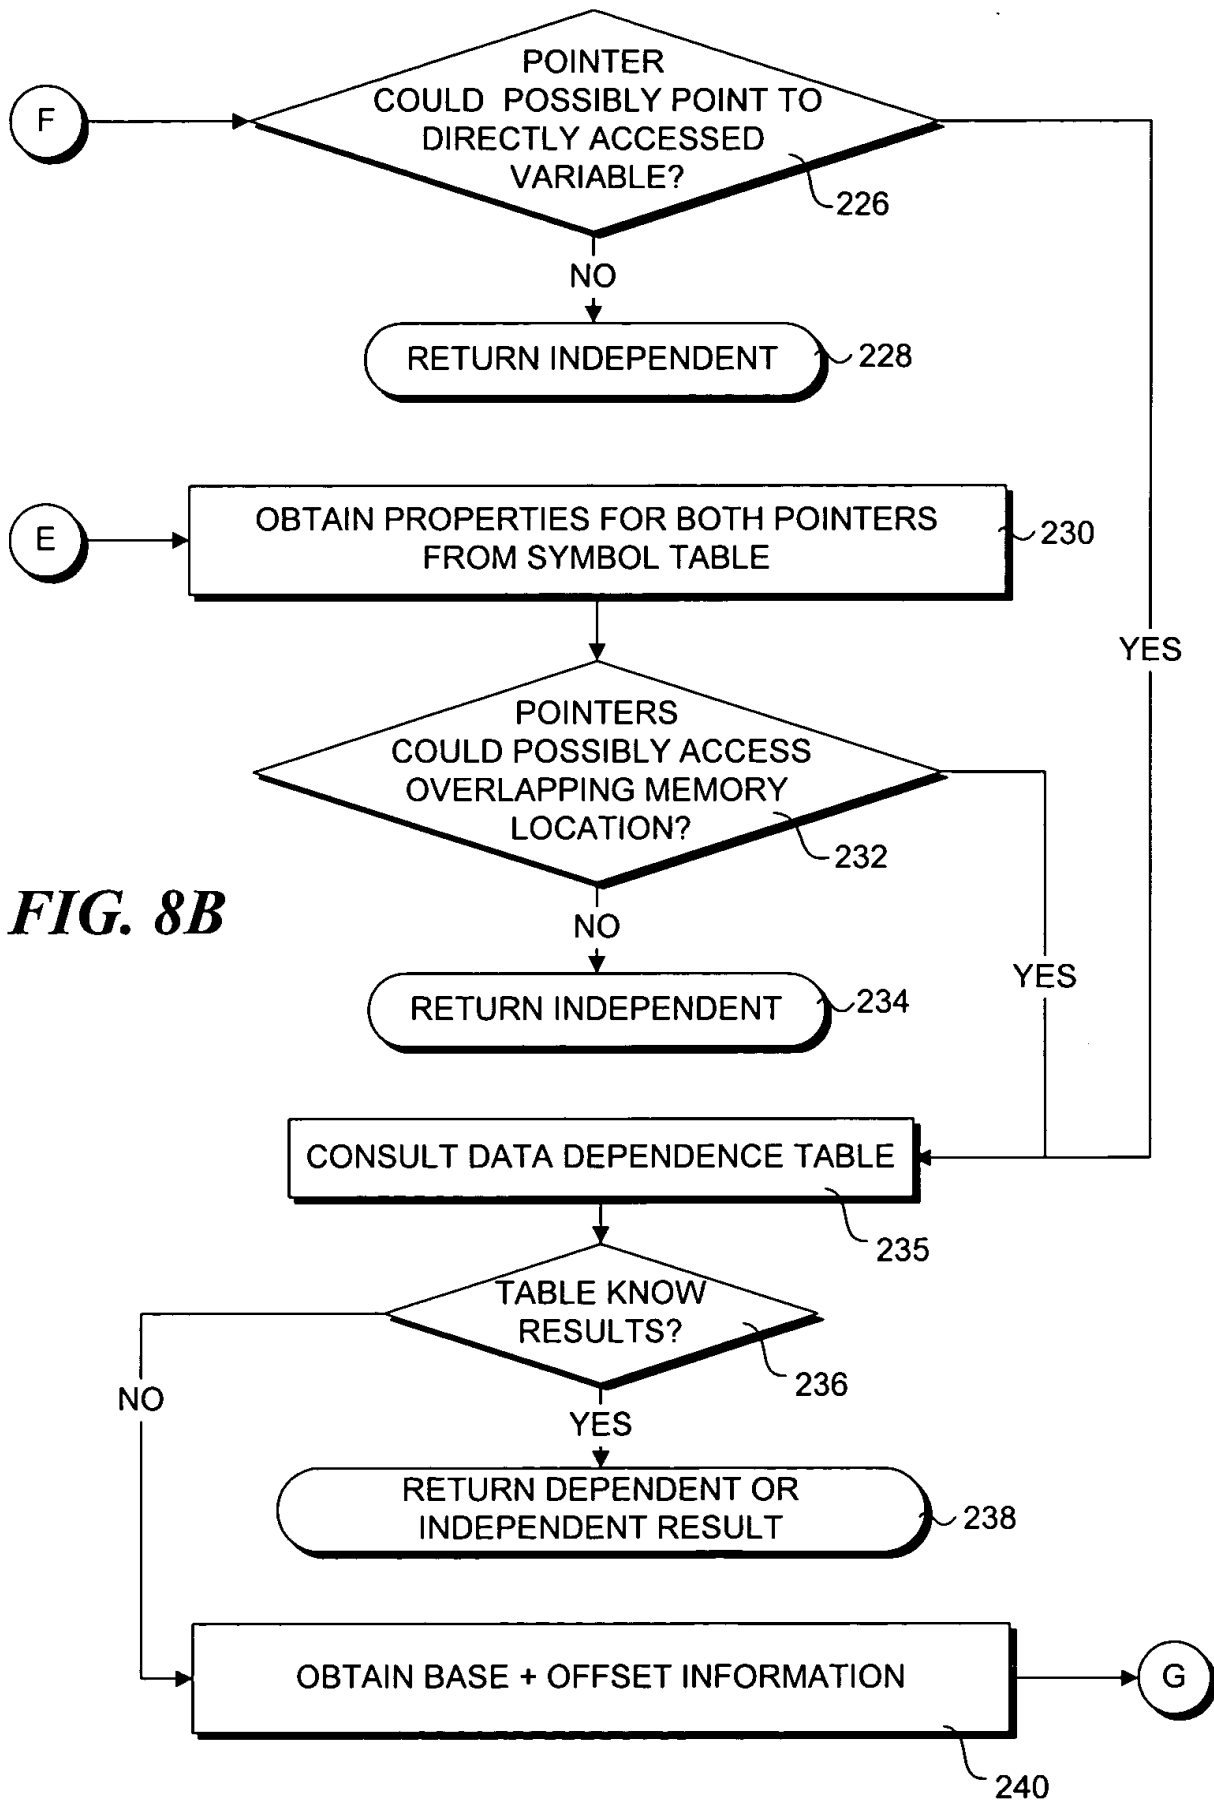 POINTER
COULD POSSIBLY POINT TO
DIRECTLY ACCESSED
VARIABLE?
F
226
NO
RETURN INDEPENDENT
228
E
OBTAIN PROPERTIES FOR BOTH POINTERS
FROM SYMBOL TABLE
230
YES
POINTERS
COULD POSSIBLY ACCESS
OVERLAPPING MEMORY
LOCATION?
232
FIG. 8B
NO
YES
RETURN INDEPENDENT
234
CONSULT DATA DEPENDENCE TABLE
235
TABLE KNOW
RESULTS?
236
NO
YES
RETURN DEPENDENT OR
INDEPENDENT RESULT
238
OBTAIN BASE + OFFSET INFORMATION
G
240